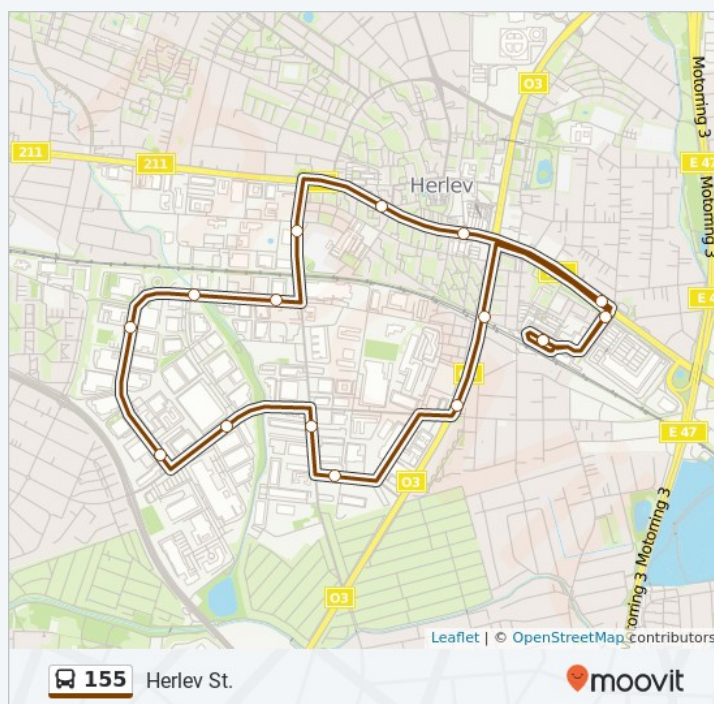 Motorring 3
O3
211
211
E 47
Herlev
Motorring 3
E 4
E 47
O3
O3
Motorring 3
Motorring 3
Leaflet | © OpenStreetMap contributors
155 Herlev St.
moovit